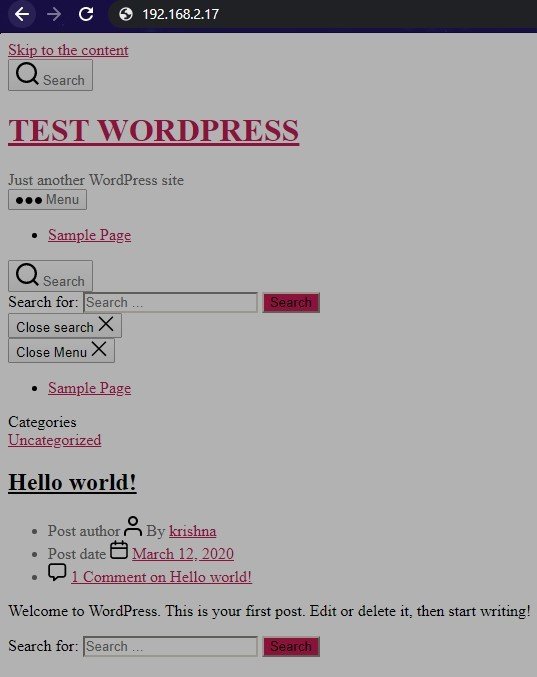 192.168.2.17
Skip to the content
Search
TEST WORDPRESS
Just another WordPress site
Menu
Sample Page
Search
Search for: Search … Search
Close search
Close Menu
Sample Page
Categories
Uncategorized
Hello world!
Post author By krishna
Post date March 12, 2020
1 Comment on Hello world!
Welcome to WordPress. This is your first post. Edit or delete it, then start writing!
Search for: Search … Search